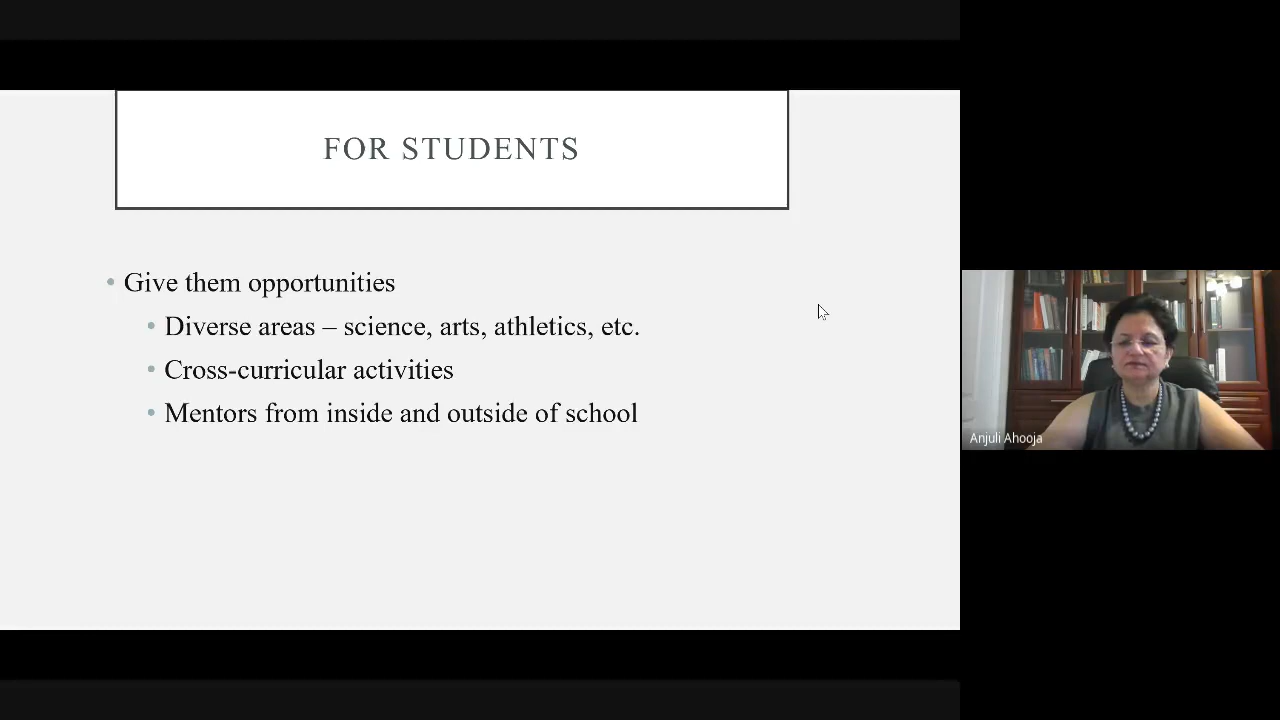 FOR STUDENTS
• Give them opportunities
• Diverse areas – science, arts, athletics, etc.
• Cross-curricular activities
• Mentors from inside and outside of school
Anjuli Ahooja